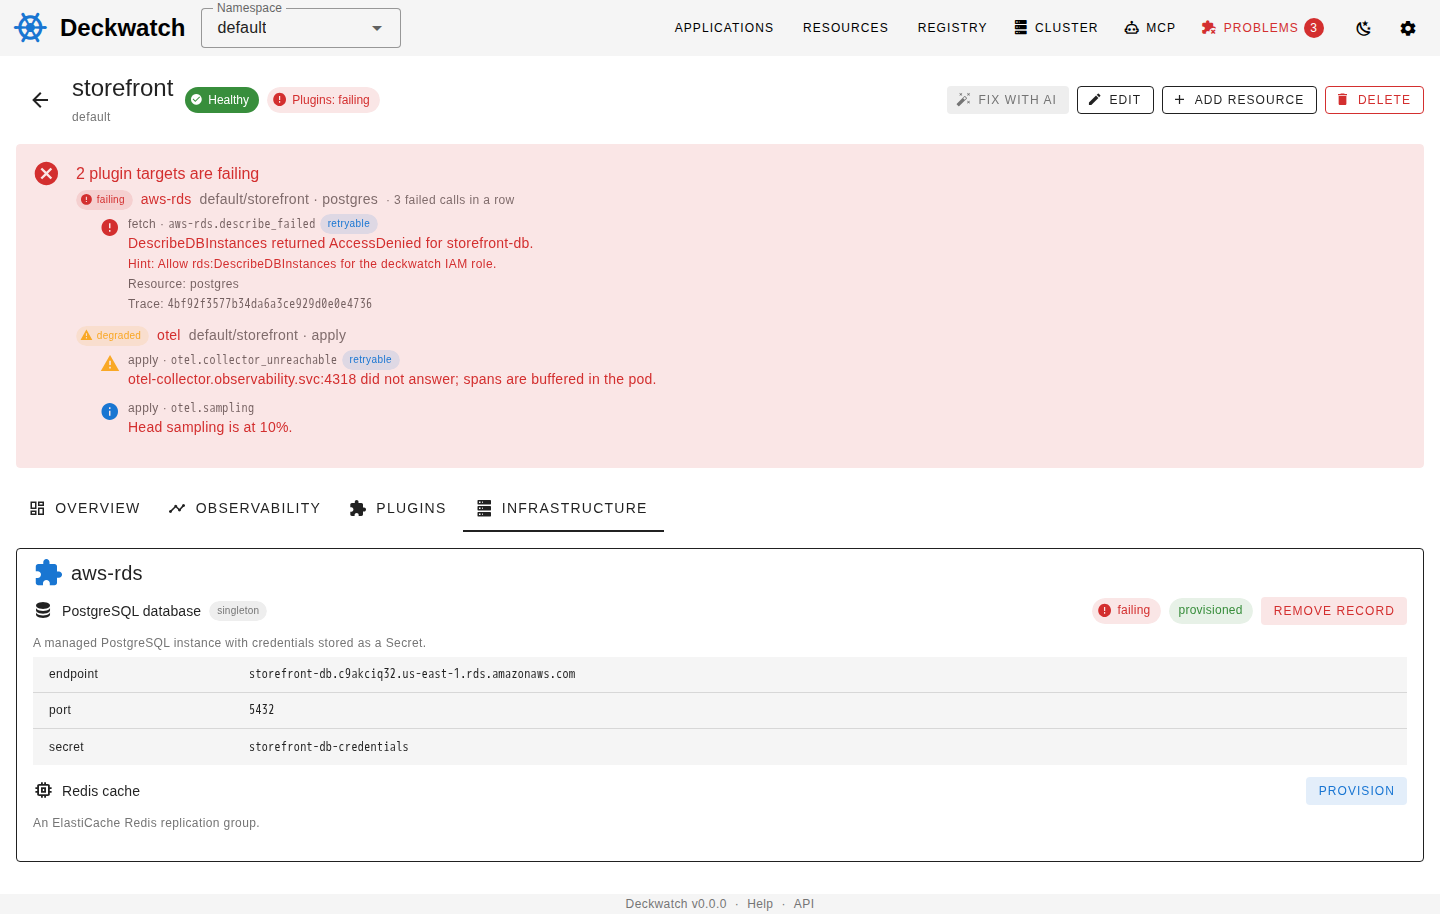 Deckwatch
Namespace
default
APPLICATIONS RESOURCES REGISTRY CLUSTER MCP PROBLEMS 3
storefront
default
Healthy
Plugins: failing
FIX WITH AI EDIT ADD RESOURCE DELETE
2 plugin targets are failing
failing aws-rds default/storefront · postgres · 3 failed calls in a row
fetch · aws-rds.describe_failed retryable
DescribeDBInstances returned AccessDenied for storefront-db.
Hint: Allow rds:DescribeDBInstances for the deckwatch IAM role.
Resource: postgres
Trace: 4bf92f3577b34da6a3ce929d0e0e4736
degraded otel default/storefront · apply
apply · otel.collector_unreachable retryable
otel-collector.observability.svc:4318 did not answer; spans are buffered in the pod.
apply · otel.sampling
Head sampling is at 10%.
OVERVIEW OBSERVABILITY PLUGINS INFRASTRUCTURE
aws-rds
PostgreSQL database singleton failing provisioned REMOVE RECORD
A managed PostgreSQL instance with credentials stored as a Secret.
endpoint storefront-db.c9akciq32.us-east-1.rds.amazonaws.com
port 5432
secret storefront-db-credentials
Redis cache PROVISION
An ElastiCache Redis replication group.
Deckwatch v0.0.0 · Help · API